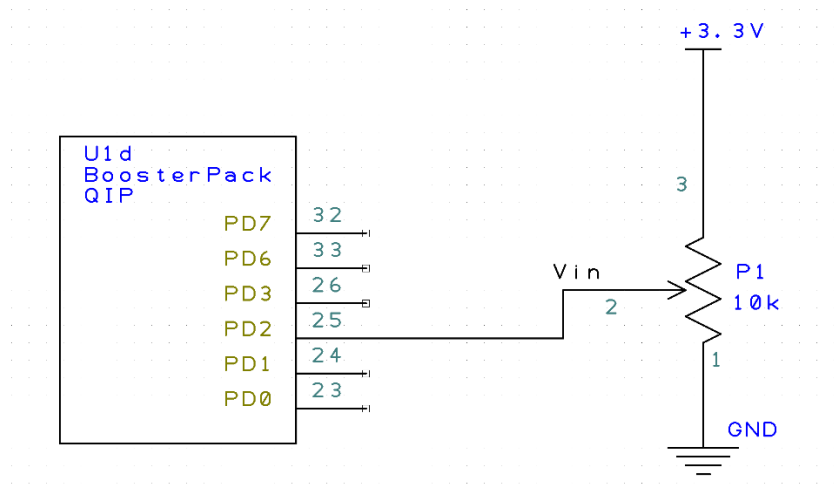 +3.3V
U1d
BoosterPack
QIP
PD7 32
PD6 33
PD3 26
PD2 25
PD1 24
PD0 23
Vin
2
3
P1
10k
1
GND